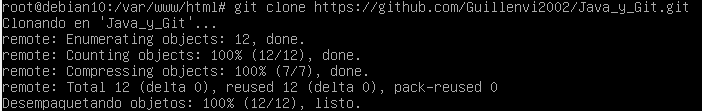 root@debian10:/var/www/html# git clone https://github.com/Guillenvi2002/Java_y_Git.git
Clonando en 'Java_y_Git'...
remote: Enumerating objects: 12, done.
remote: Counting objects: 100% (12/12), done.
remote: Compressing objects: 100% (7/7), done.
remote: Total 12 (delta 0), reused 12 (delta 0), pack-reused 0
Desempaquetando objetos: 100% (12/12), listo.